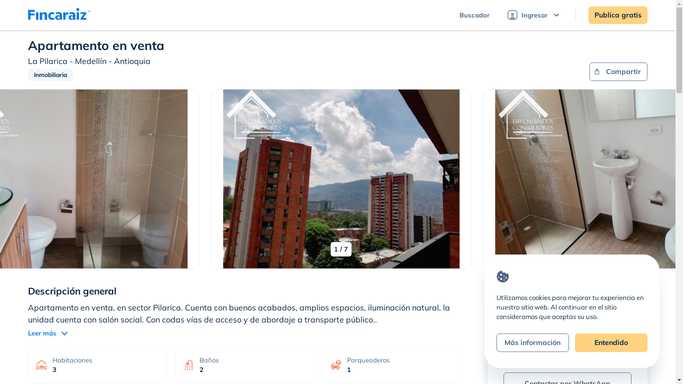 Fincaraiz
Buscador
Ingresar
Publica gratis
Apartamento en venta
La Pilarica - Medellín - Antioquia
Inmobiliaria
Compartir
1 / 7
Descripción general
Apartamento en venta, en sector Pilarica. Cuenta con buenos acabados, amplios espacios, iluminación natural, la
unidad cuenta con salón social. Con codas vías de acceso y de abordaje a transporte público..
Leer más
Habitaciones
3
Baños
2
Parqueaderos
1
Utilizamos cookies para mejorar tu experiencia en
nuestro sitio web. Al continuar en el sitio
consideramos que aceptas su uso.
Más información
Entendido
Contactar por WhatsApp